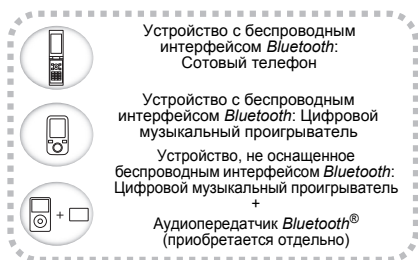 Устройство с беспроводным
интерфейсом Bluetooth:
Сотовый телефон
Устройство с беспроводным
интерфейсом Bluetooth: Цифровой
музыкальный проигрыватель
Устройство, не оснащенное
беспроводным интерфейсом Bluetooth:
Цифровой музыкальный проигрыватель
+
+
Аудиопередатчик Bluetooth®
(приобретается отдельно)